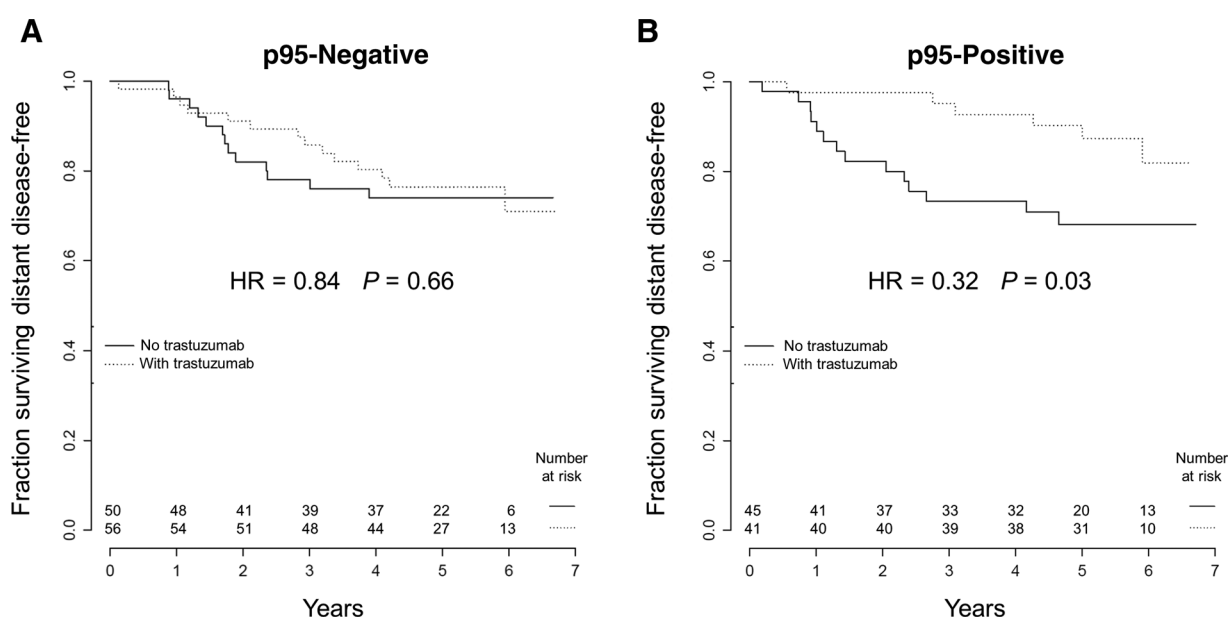 A
p95-Negative
Fraction surviving distant disease-free
1.0
0.8
0.6
0.4
0.2
0.0
HR = 0.84 P = 0.66
No trastuzumab
With trastuzumab
Number
at risk
50 48 41 39 37 22 6
56 54 51 48 44 27 13
0 1 2 3 4 5 6 7
Years
B
p95-Positive
Fraction surviving distant disease-free
1.0
0.8
0.6
0.4
0.2
0.0
HR = 0.32 P = 0.03
No trastuzumab
With trastuzumab
Number
at risk
45 41 37 33 32 20 13
41 40 40 39 38 31 10
0 1 2 3 4 5 6 7
Years